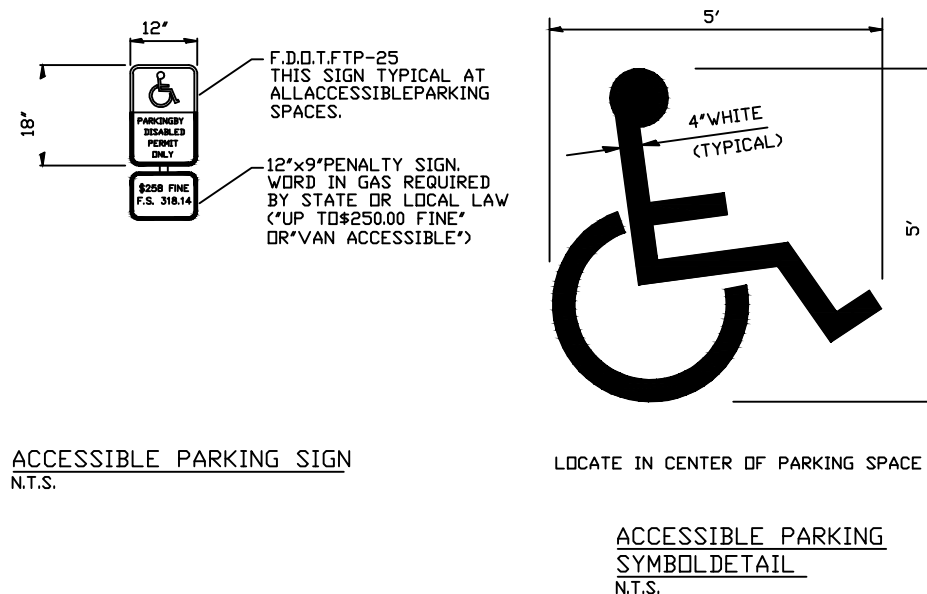 12"
18"
PARKINGBY
DISABLED
PERMIT
ONLY
$258 FINE
F.S. 318.14
F.D.O.T.FTP-25
THIS SIGN TYPICAL AT
ALLACCESSIBLEPARKING
SPACES.
12"x9"PENALTY SIGN.
WORD IN GAS REQUIRED
BY STATE OR LOCAL LAW
("UP TO$250.00 FINE"
OR"VAN ACCESSIBLE")
ACCESSIBLE PARKING SIGN
N.T.S.
5'
4"WHITE
(TYPICAL)
5'
LOCATE IN CENTER OF PARKING SPACE
ACCESSIBLE PARKING
SYMBOLDETAIL
N.T.S.